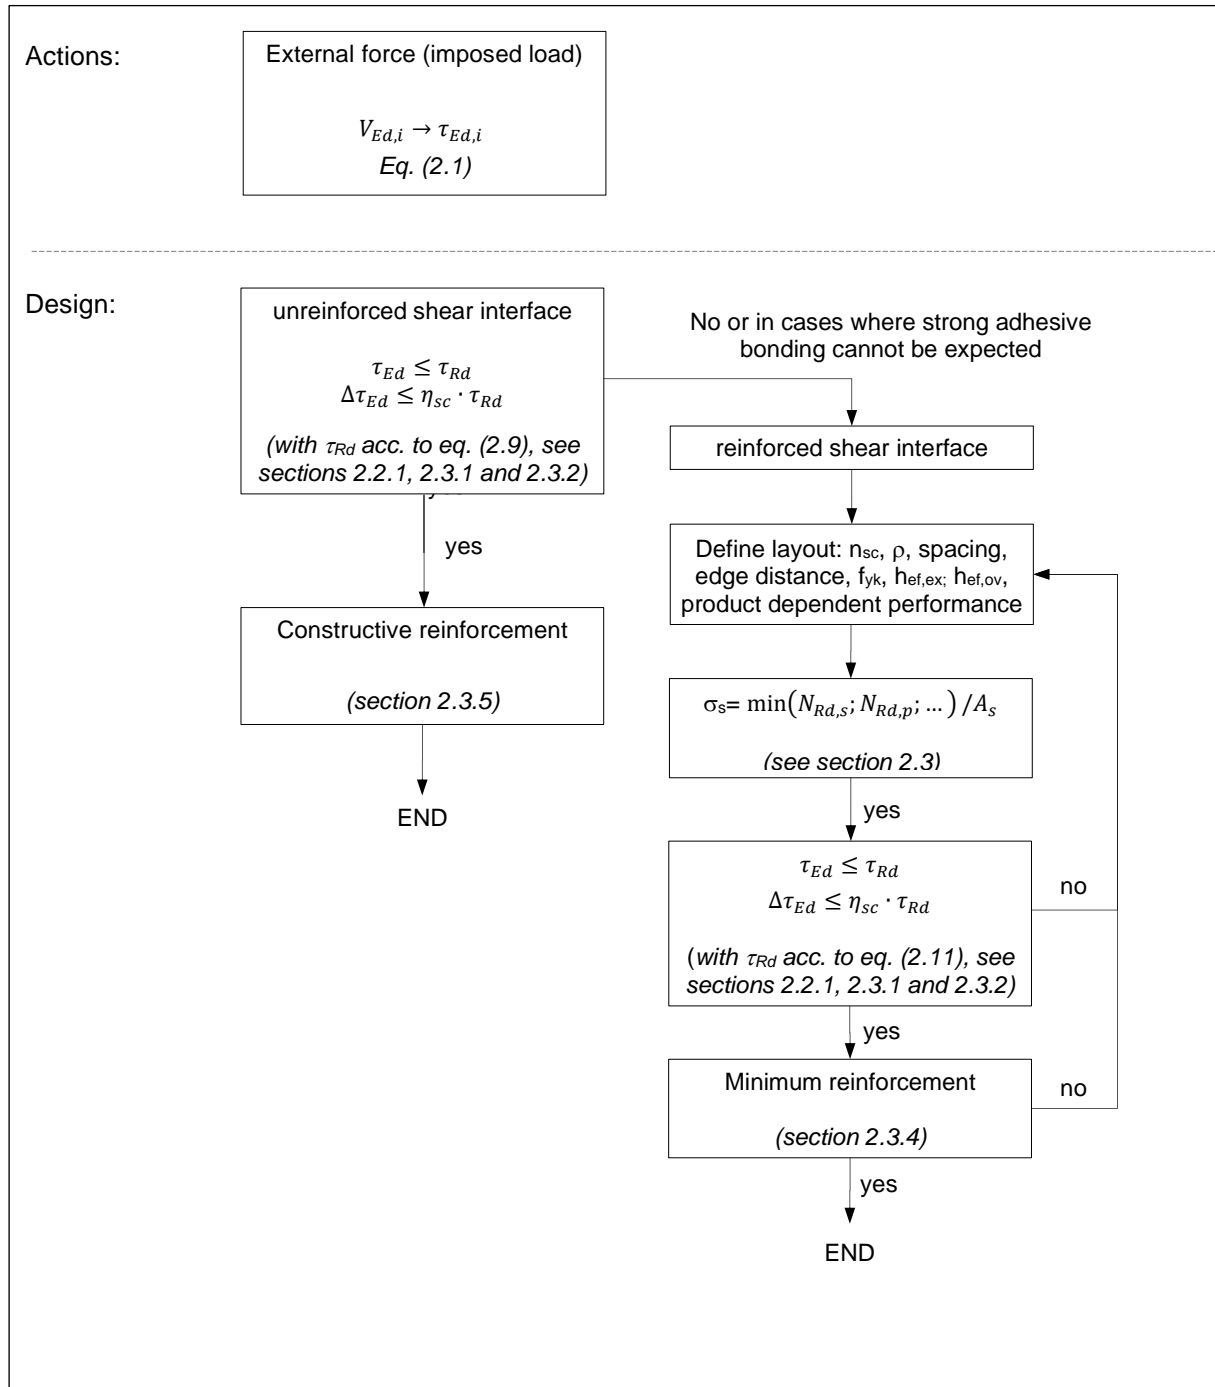 Actions:
External force (imposed load)
V_{Ed,i} → τ_{Ed,i}
Eq. (2.1)
Design:
unreinforced shear interface
τ_{Ed} ≤ τ_{Rd}
Δτ_{Ed} ≤ η_{sc} · τ_{Rd}
(with τ_{Rd} acc. to eq. (2.9), see
sections 2.2.1, 2.3.1 and 2.3.2)
yes
Constructive reinforcement
(section 2.3.5)
END
No or in cases where strong adhesive
bonding cannot be expected
reinforced shear interface
Define layout: n_{sc}, ρ, spacing,
edge distance, f_{yk}, h_{ef,ex;} h_{ef,ov},
product dependent performance
σ_s= min(N_{Rd,s}; N_{Rd,p}; …) /A_s
(see section 2.3)
yes
τ_{Ed} ≤ τ_{Rd}
Δτ_{Ed} ≤ η_{sc} · τ_{Rd}
(with τ_{Rd} acc. to eq. (2.11), see
sections 2.2.1, 2.3.1 and 2.3.2)
no
yes
Minimum reinforcement
(section 2.3.4)
no
yes
END